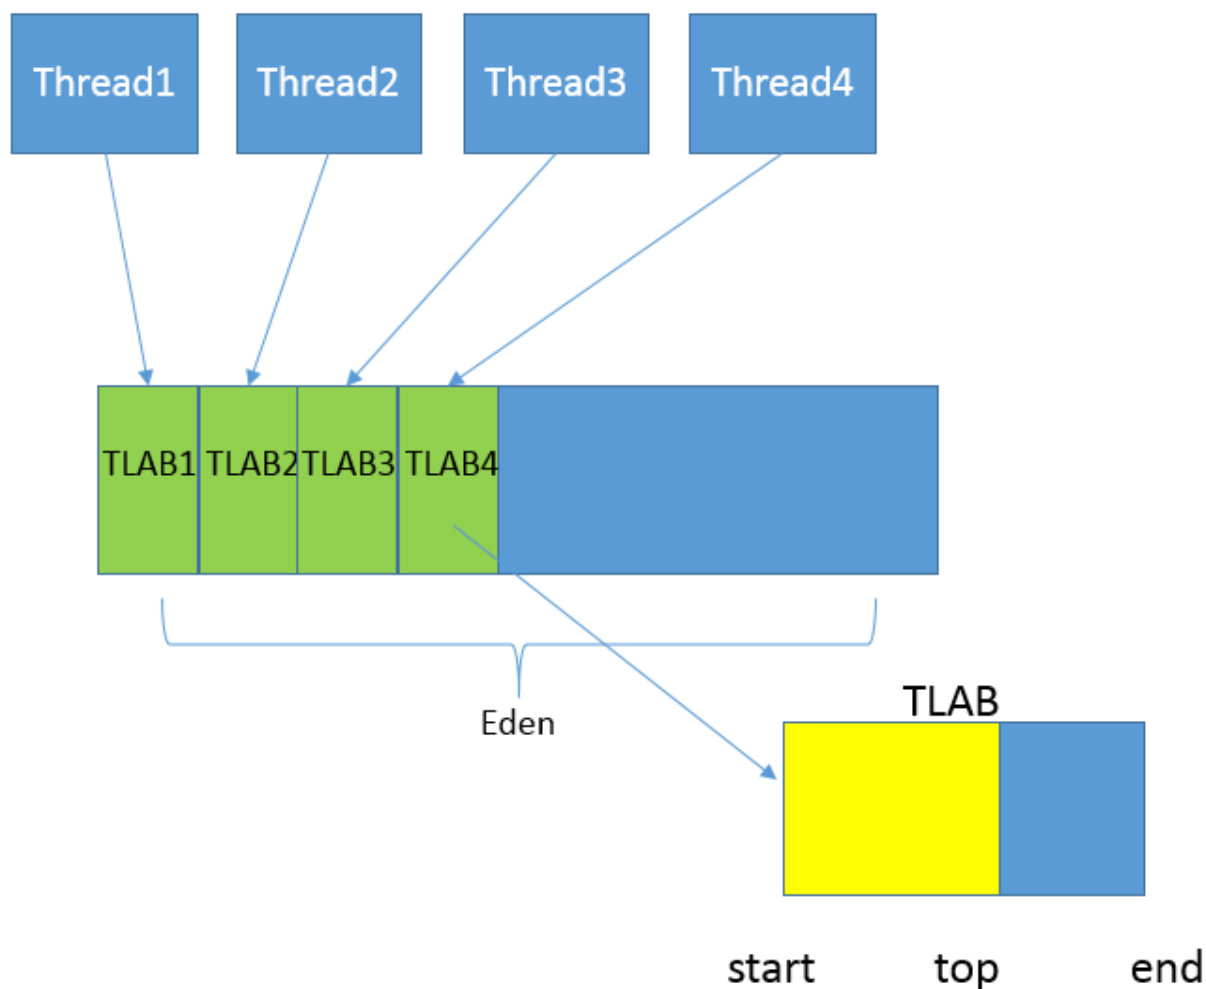 Thread1 Thread2 Thread3 Thread4
TLAB1 TLAB2 TLAB3 TLAB4
Eden
TLAB
start top end